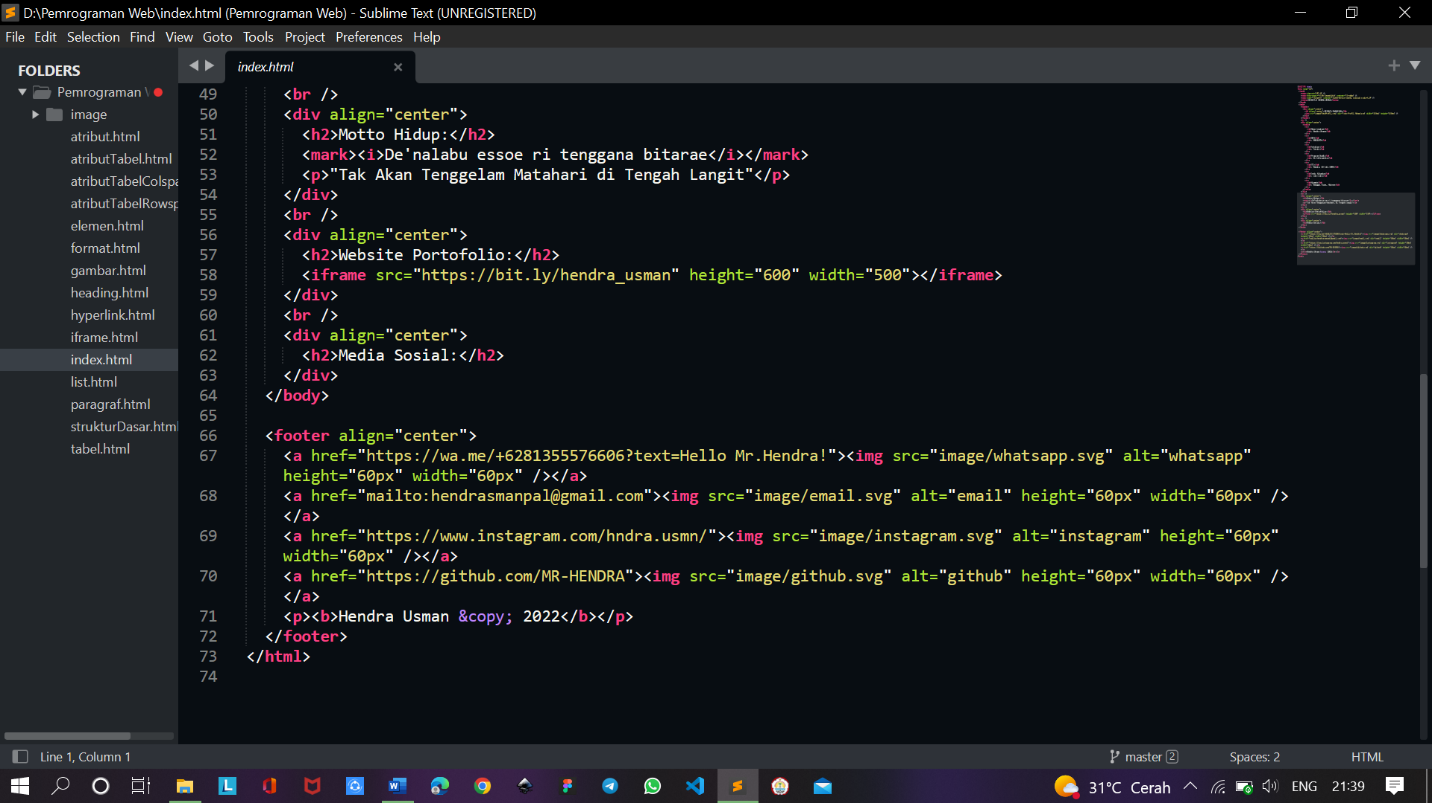 D:\Pemrograman Web\index.html (Pemrograman Web) - Sublime Text (UNREGISTERED)
File Edit Selection Find View Goto Tools Project Preferences Help
FOLDERS
Pemrograman
image
atribut.html
atributTabel.html
atributTabelColspa
atributTabelRowsp
elemen.html
format.html
gambar.html
heading.html
hyperlink.html
iframe.html
index.html
list.html
paragraf.html
strukturDasar.html
tabel.html
index.html
49 <br />
50 <div align="center">
51 <h2>Motto Hidup:</h2>
52 <mark><i>De'nalabu essoe ri tenggana bitarae</i></mark>
53 <p>"Tak Akan Tenggelam Matahari di Tengah Langit"</p>
54 </div>
55 <br />
56 <div align="center">
57 <h2>Website Portofolio:</h2>
58 <iframe src="https://bit.ly/hendra_usman" height="600" width="500"></iframe>
59 </div>
60 <br />
61 <div align="center">
62 <h2>Media Sosial:</h2>
63 </div>
64 </body>
65
66 <footer align="center">
67 <a href="https://wa.me/+6281355576606?text=Hello Mr.Hendra!"><img src="image/whatsapp.svg" alt="whatsapp"
height="60px" width="60px" /></a>
68 <a href="mailto:hendrasmanpal@gmail.com"><img src="image/email.svg" alt="email" height="60px" width="60px" />
</a>
69 <a href="https://www.instagram.com/hndra.usmn/"><img src="image/instagram.svg" alt="instagram" height="60px"
width="60px" /></a>
70 <a href="https://github.com/MR-HENDRA"><img src="image/github.svg" alt="github" height="60px" width="60px" />
</a>
71 <p><b>Hendra Usman &copy; 2022</b></p>
72 </footer>
73 </html>
74
Line 1, Column 1
master 2
Spaces: 2
HTML
31°C Cerah
ENG
21:39